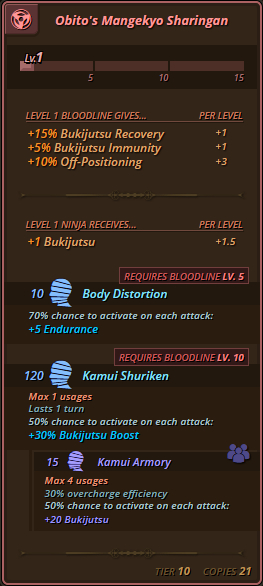 Obito's Mangekyo Sharingan
Lv.1
5 10 15
LEVEL 1 BLOODLINE GIVES... PER LEVEL
+15% Bukijutsu Recovery +1
+5% Bukijutsu Immunity +1
+10% Off-Positioning +3
LEVEL 1 NINJA RECEIVES... PER LEVEL
+1 Bukijutsu +1.5
REQUIRES BLOODLINE LV. 5
10 Body Distortion
70% chance to activate on each attack:
+5 Endurance
REQUIRES BLOODLINE LV. 10
120 Kamui Shuriken
Max 1 usages
Lasts 1 turn
50% chance to activate on each attack:
+30% Bukijutsu Boost
15 Kamui Armory
Max 4 usages
30% overcharge efficiency
50% chance to activate on each attack:
+20 Bukijutsu
TIER 10 COPIES 21